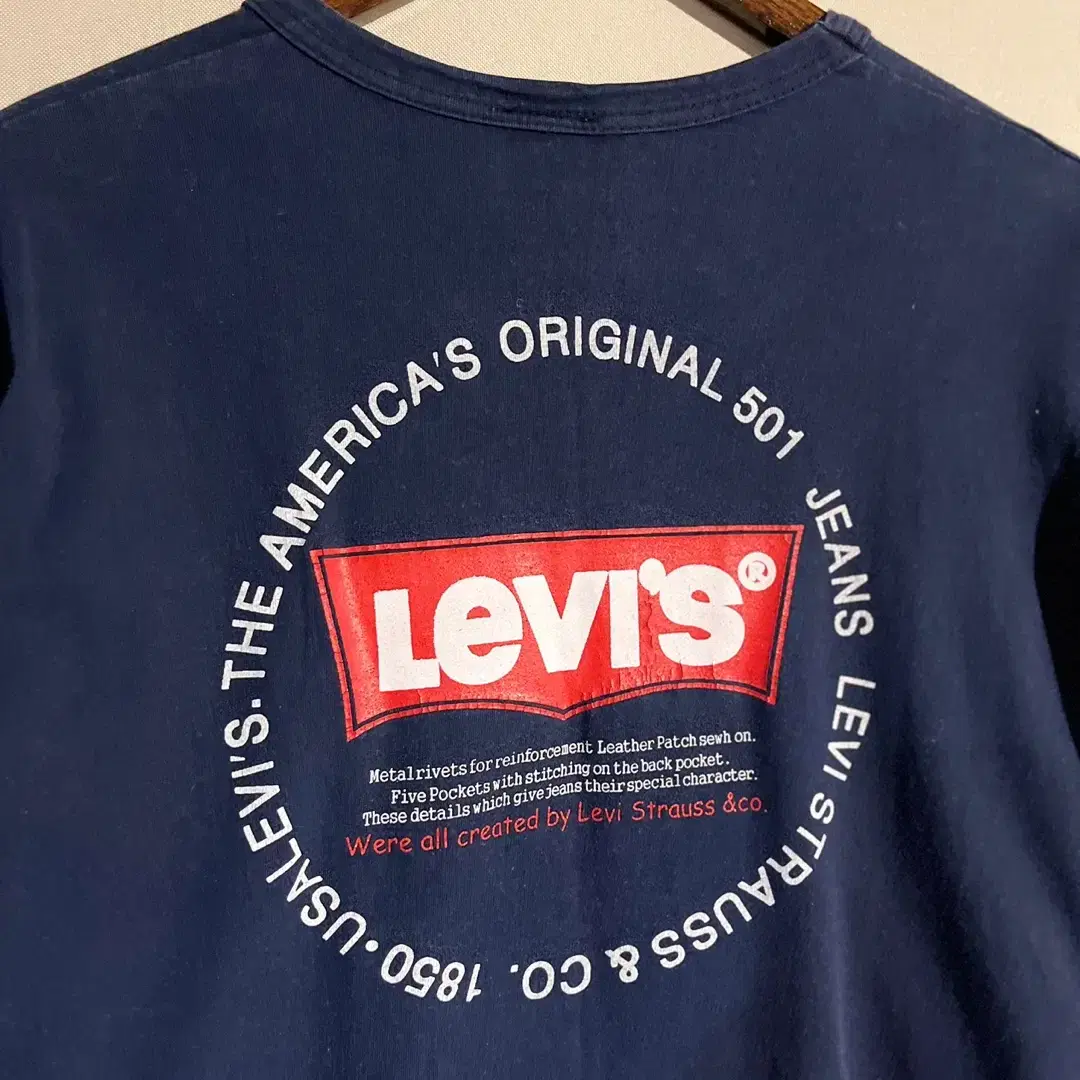 THE AMERICA'S ORIGINAL 501 JEANS LEVI STRAUSS & CO. 1850 • USALEVI'S •
LEVI'S®
Metal rivets for reinforcement Leather Patch sewh on.
Five Pockets with stitching on the back pocket.
These details which give jeans their special character.
Were all created by Levi Strauss &co.